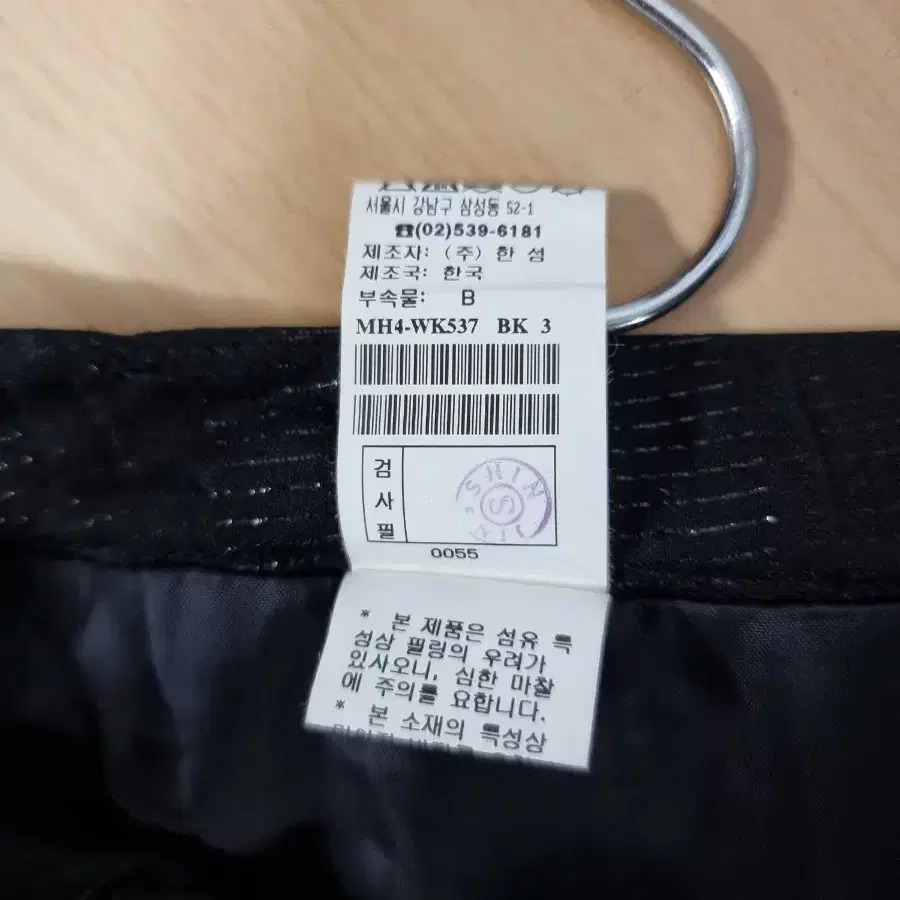 서울시 강남구 삼성동 52-1
☎(02)539-6181
제조자: (주) 한 섬
제조국: 한국
부속물: B
MH4-WK537 BK 3
검
사
필
SHIN
S
0055
* 본 제품은 섬유 특
성상 필링의 우려가
있사오니, 심한 마찰
에 주의를 요합니다.
* 본 소재의 특성상